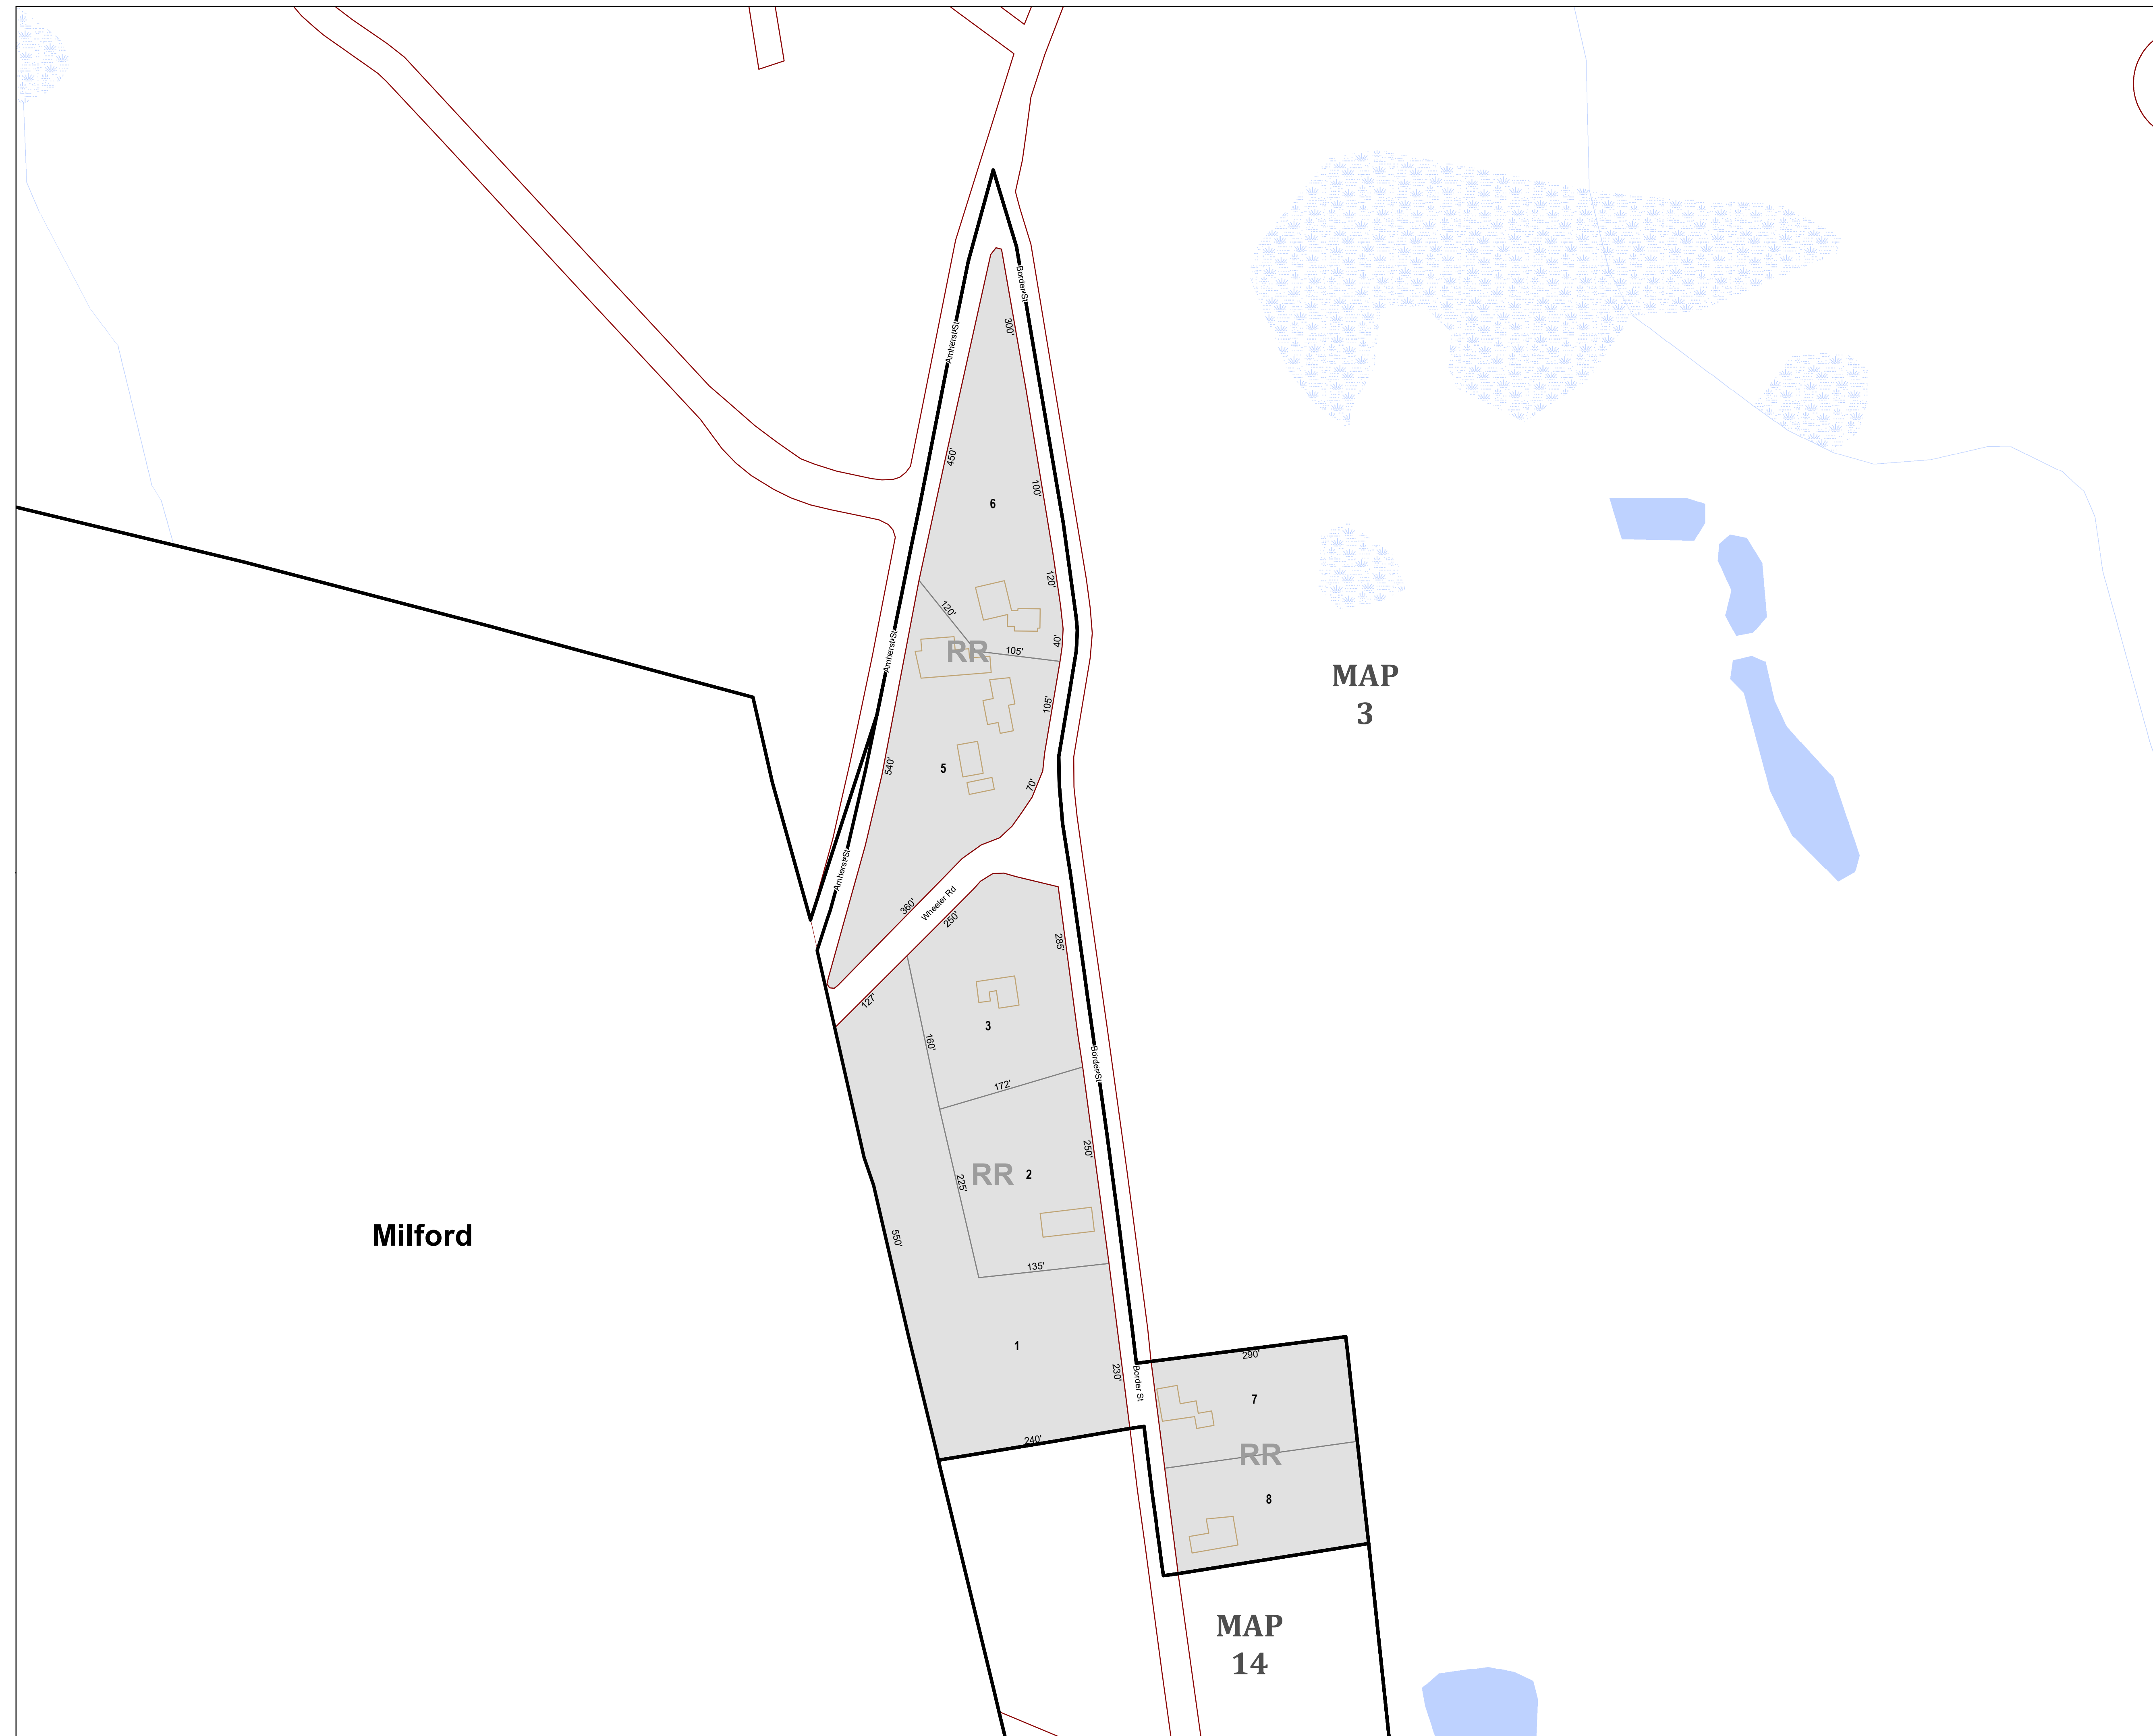 Border St
300'
Amherst St
450'
100'
6
120'
120'
40'
105'
RR
Amherst St
MAP
3
105'
540'
5
70'
Amherst St
360'
Wheeler Rd
250'
285'
127'
3
160'
Border St
172'
250'
RR
2
225'
Milford
550'
135'
1
290'
230'
Border St
7
240'
RR
8
MAP
14